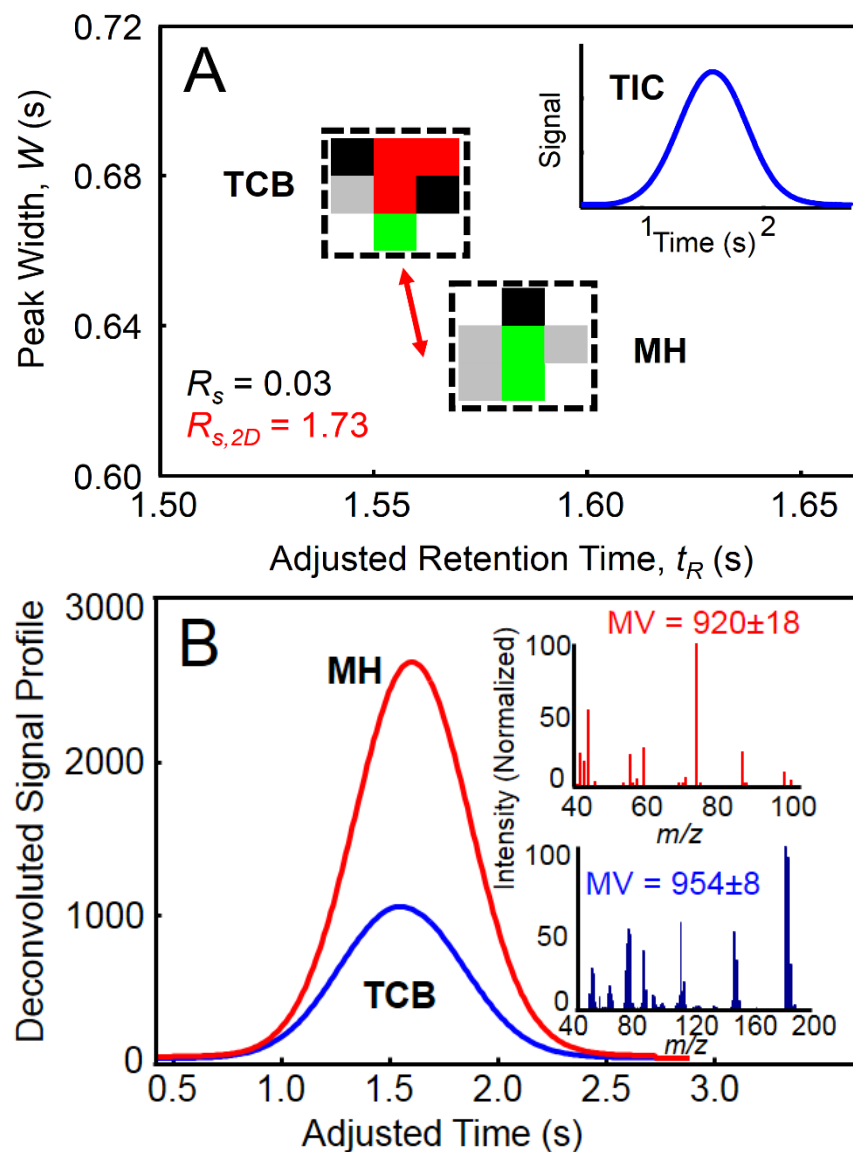 A
0.72
0.68
0.64
0.60
Peak Width, W (s)
TCB
MH
R_s = 0.03
R_s,2D = 1.73
TIC
Signal
1 2
Time (s)
1.50 1.55 1.60 1.65
Adjusted Retention Time, t_R (s)
B
3000
2000
1000
0
Deconvoluted Signal Profile
MH
TCB
MV = 920±18
100
50
0
40 60 80 100
m/z
Intensity (Normalized)
MV = 954±8
100
50
0
40 80 120 160 200
m/z
0.5 1.0 1.5 2.0 2.5 3.0
Adjusted Time (s)